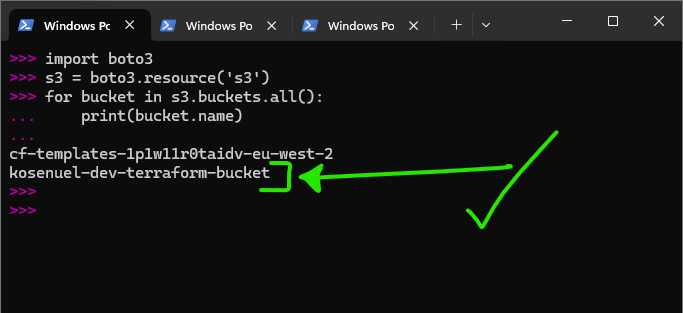 Windows Po
Windows Po
Windows Po
>>> import boto3
>>> s3 = boto3.resource('s3')
>>> for bucket in s3.buckets.all():
...     print(bucket.name)
...
cf-templates-1p1w11r0taidv-eu-west-2
kosenuel-dev-terraform-bucket
>>>
>>>